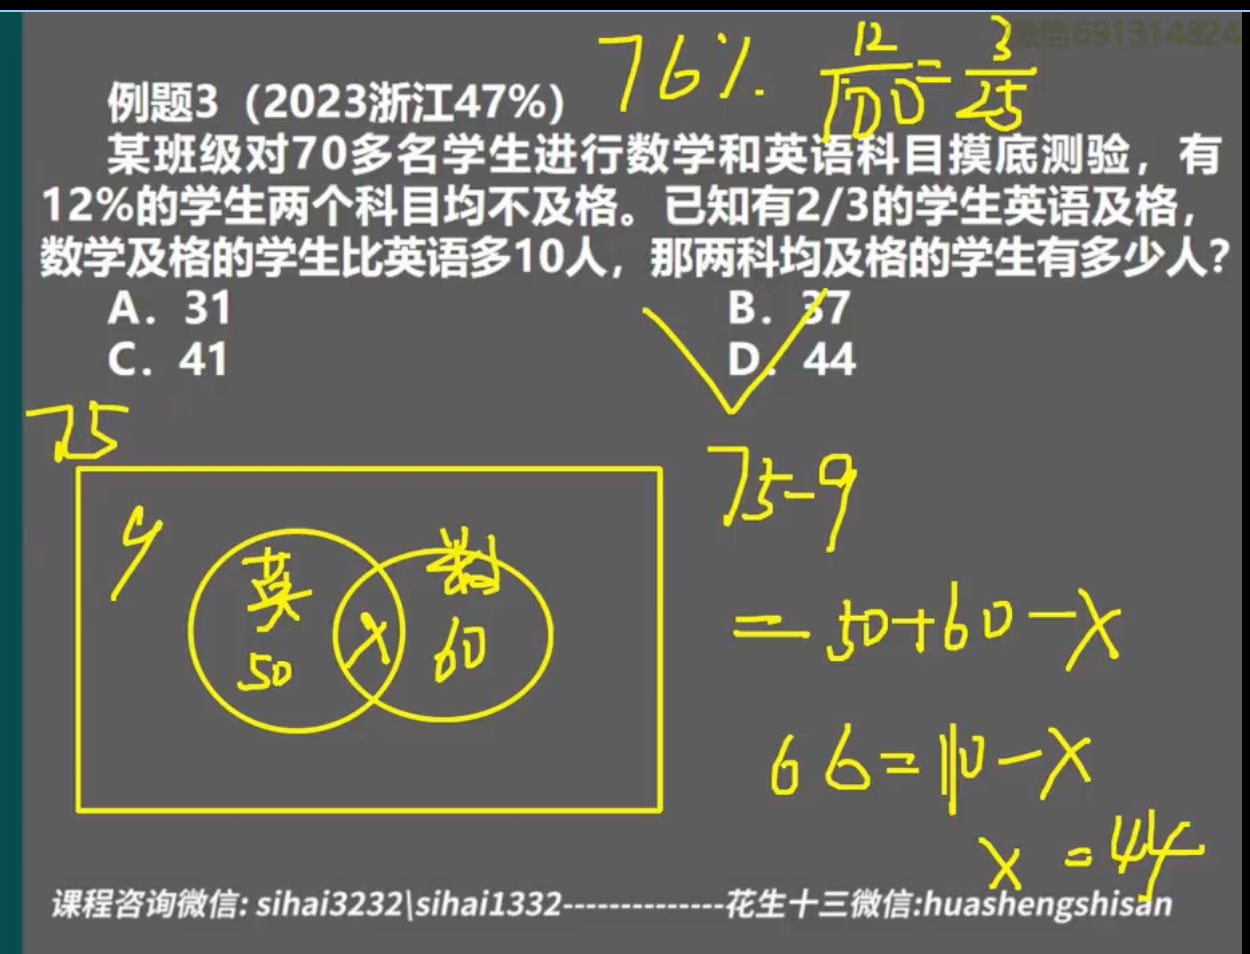 微信691314824
76%. 12/100=3/25
例题3（2023浙江47%）
某班级对70多名学生进行数学和英语科目摸底测验，有
12%的学生两个科目均不及格。已知有2/3的学生英语及格，
数学及格的学生比英语多10人，那两科均及格的学生有多少人？
A．31
B．37
C．41
D．44
75
9
英
数
50
x
60
75-9
=50+60-x
66=110-x
x=44
课程咨询微信: sihai3232\sihai1332---------------花生十三微信:huashengshisan